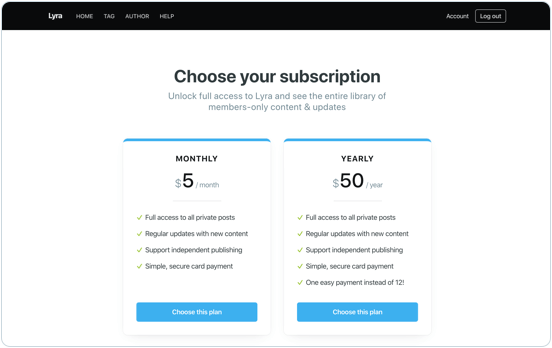 Lyra HOME TAG AUTHOR HELP Account Log out
Choose your subscription
Unlock full access to Lyra and see the entire library of
members-only content & updates
MONTHLY
$5 / month
Full access to all private posts
Regular updates with new content
Support independent publishing
Simple, secure card payment
Choose this plan
YEARLY
$50 / year
Full access to all private posts
Regular updates with new content
Support independent publishing
Simple, secure card payment
One easy payment instead of 12!
Choose this plan